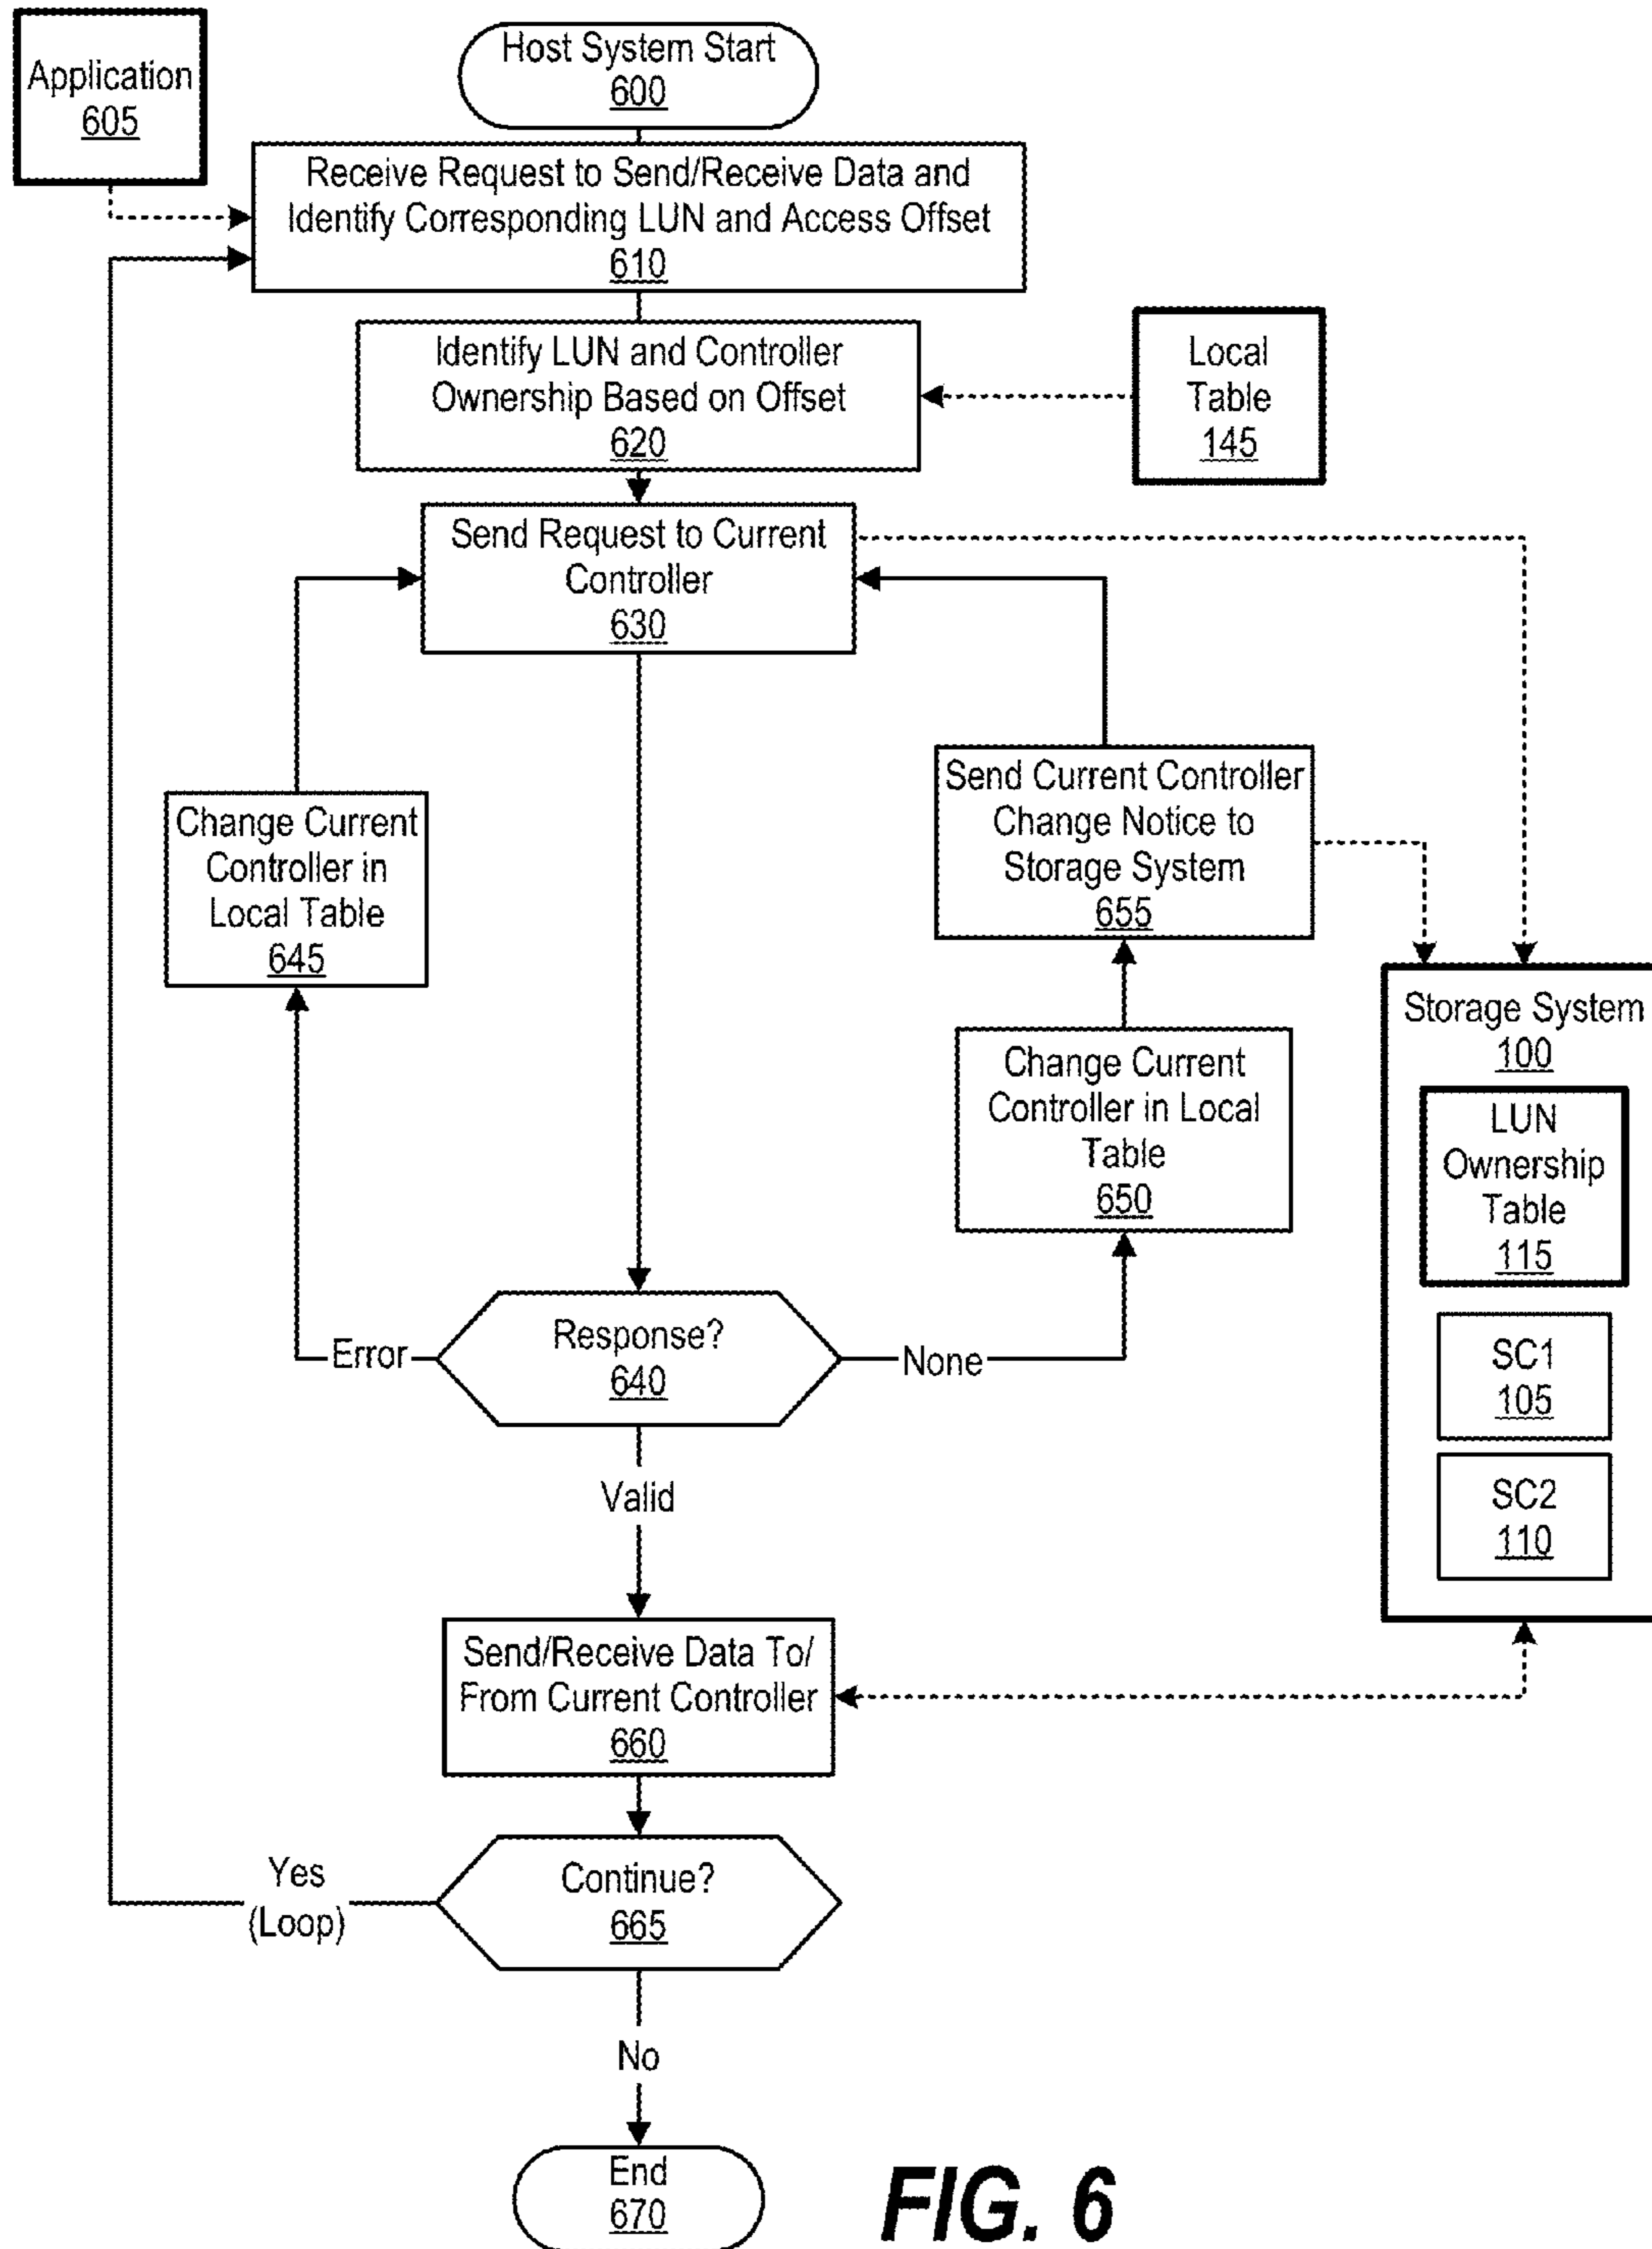 Application
605
Host System Start
600
Receive Request to Send/Receive Data and
Identify Corresponding LUN and Access Offset
610
Identify LUN and Controller
Ownership Based on Offset
620
Local
Table
145
Send Request to Current
Controller
630
Change Current
Controller in
Local Table
645
Send Current Controller
Change Notice to
Storage System
655
Change Current
Controller in Local
Table
650
Storage System
100
LUN
Ownership
Table
115
SC1
105
SC2
110
Response?
640
Error
None
Valid
Send/Receive Data To/
From Current Controller
660
Continue?
665
Yes
(Loop)
No
End
670
FIG. 6